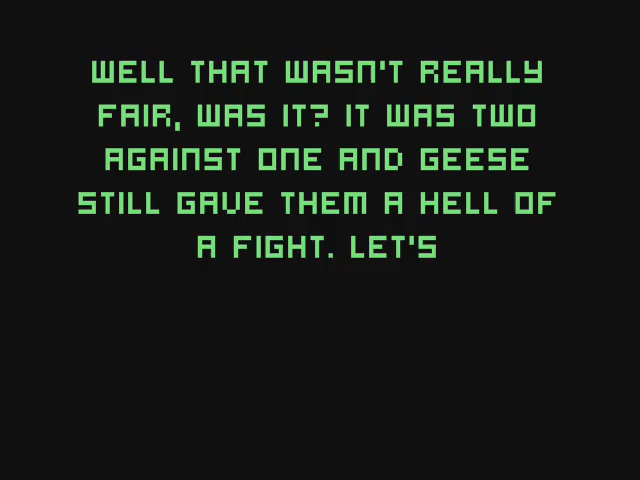 WELL THAT WASN'T REALLY
FAIR, WAS IT? IT WAS TWO
AGAINST ONE AND GEESE
STILL GAVE THEM A HELL OF
A FIGHT. LET'S